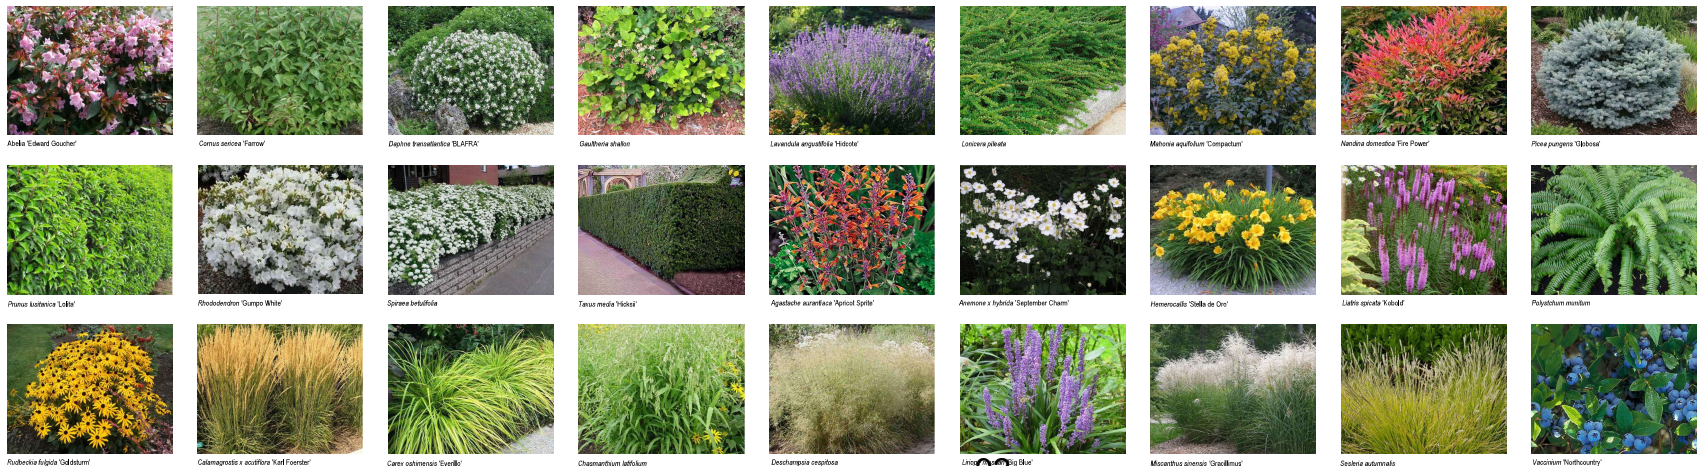 Abelia 'Edward Goucher'
Cornus sericea 'Farrow'
Daphne transatlantica 'BLAFRA'
Gaultheria shallon
Lavandula angustifolia 'Hidcote'
Lonicera pileata
Mahonia aquifolium 'Compactum'
Nandina domestica 'Fire Power'
Picea pungens 'Globosa'
Prunus lusitanica 'Lolita'
Rhododendron 'Gumpo White'
Spiraea betulifolia
Taxus media 'Hicksii'
Agastache aurantiaca 'Apricot Sprite'
Anemone x hybrida 'September Charm'
Hemerocallis 'Stella de Oro'
Liatris spicata 'Kobold'
Polystichum munitum
Rudbeckia fulgida 'Goldsturm'
Calamagrostis x acutiflora 'Karl Foerster'
Carex oshimensis 'Everillo'
Chasmanthium latifolium
Deschampsia cespitosa
'Big Blue'
Miscanthus sinensis 'Gracillimus'
Sesleria autumnalis
Vaccinium 'Northcountry'